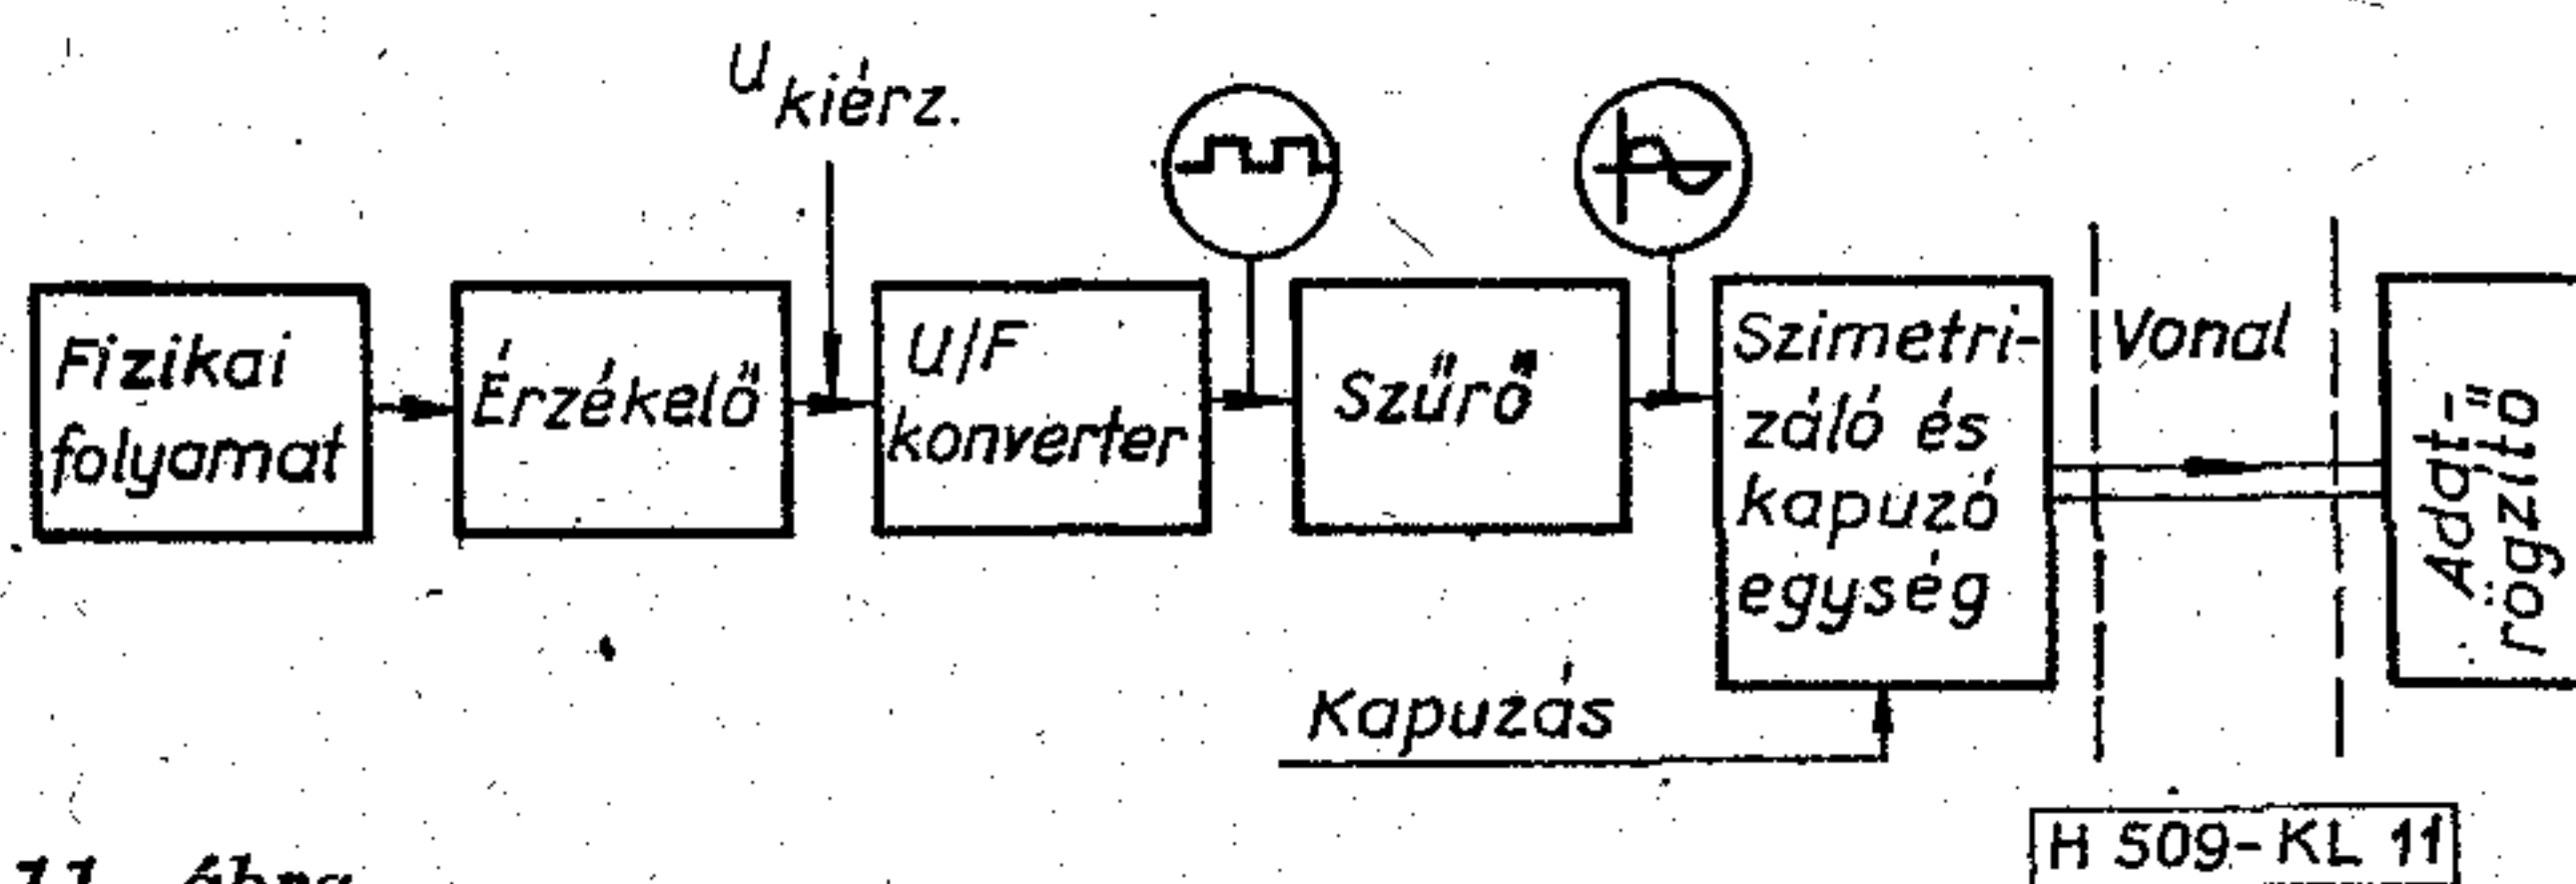 U kiérz.
Fizikai
folyamat
Érzékelő
U/F
konverter
Szűrő
Szimetri-
záló és
kapuzó
egység
Vonal
Adat-
rögzítő
Kapuzás
H 509-KL 11
11. ábra